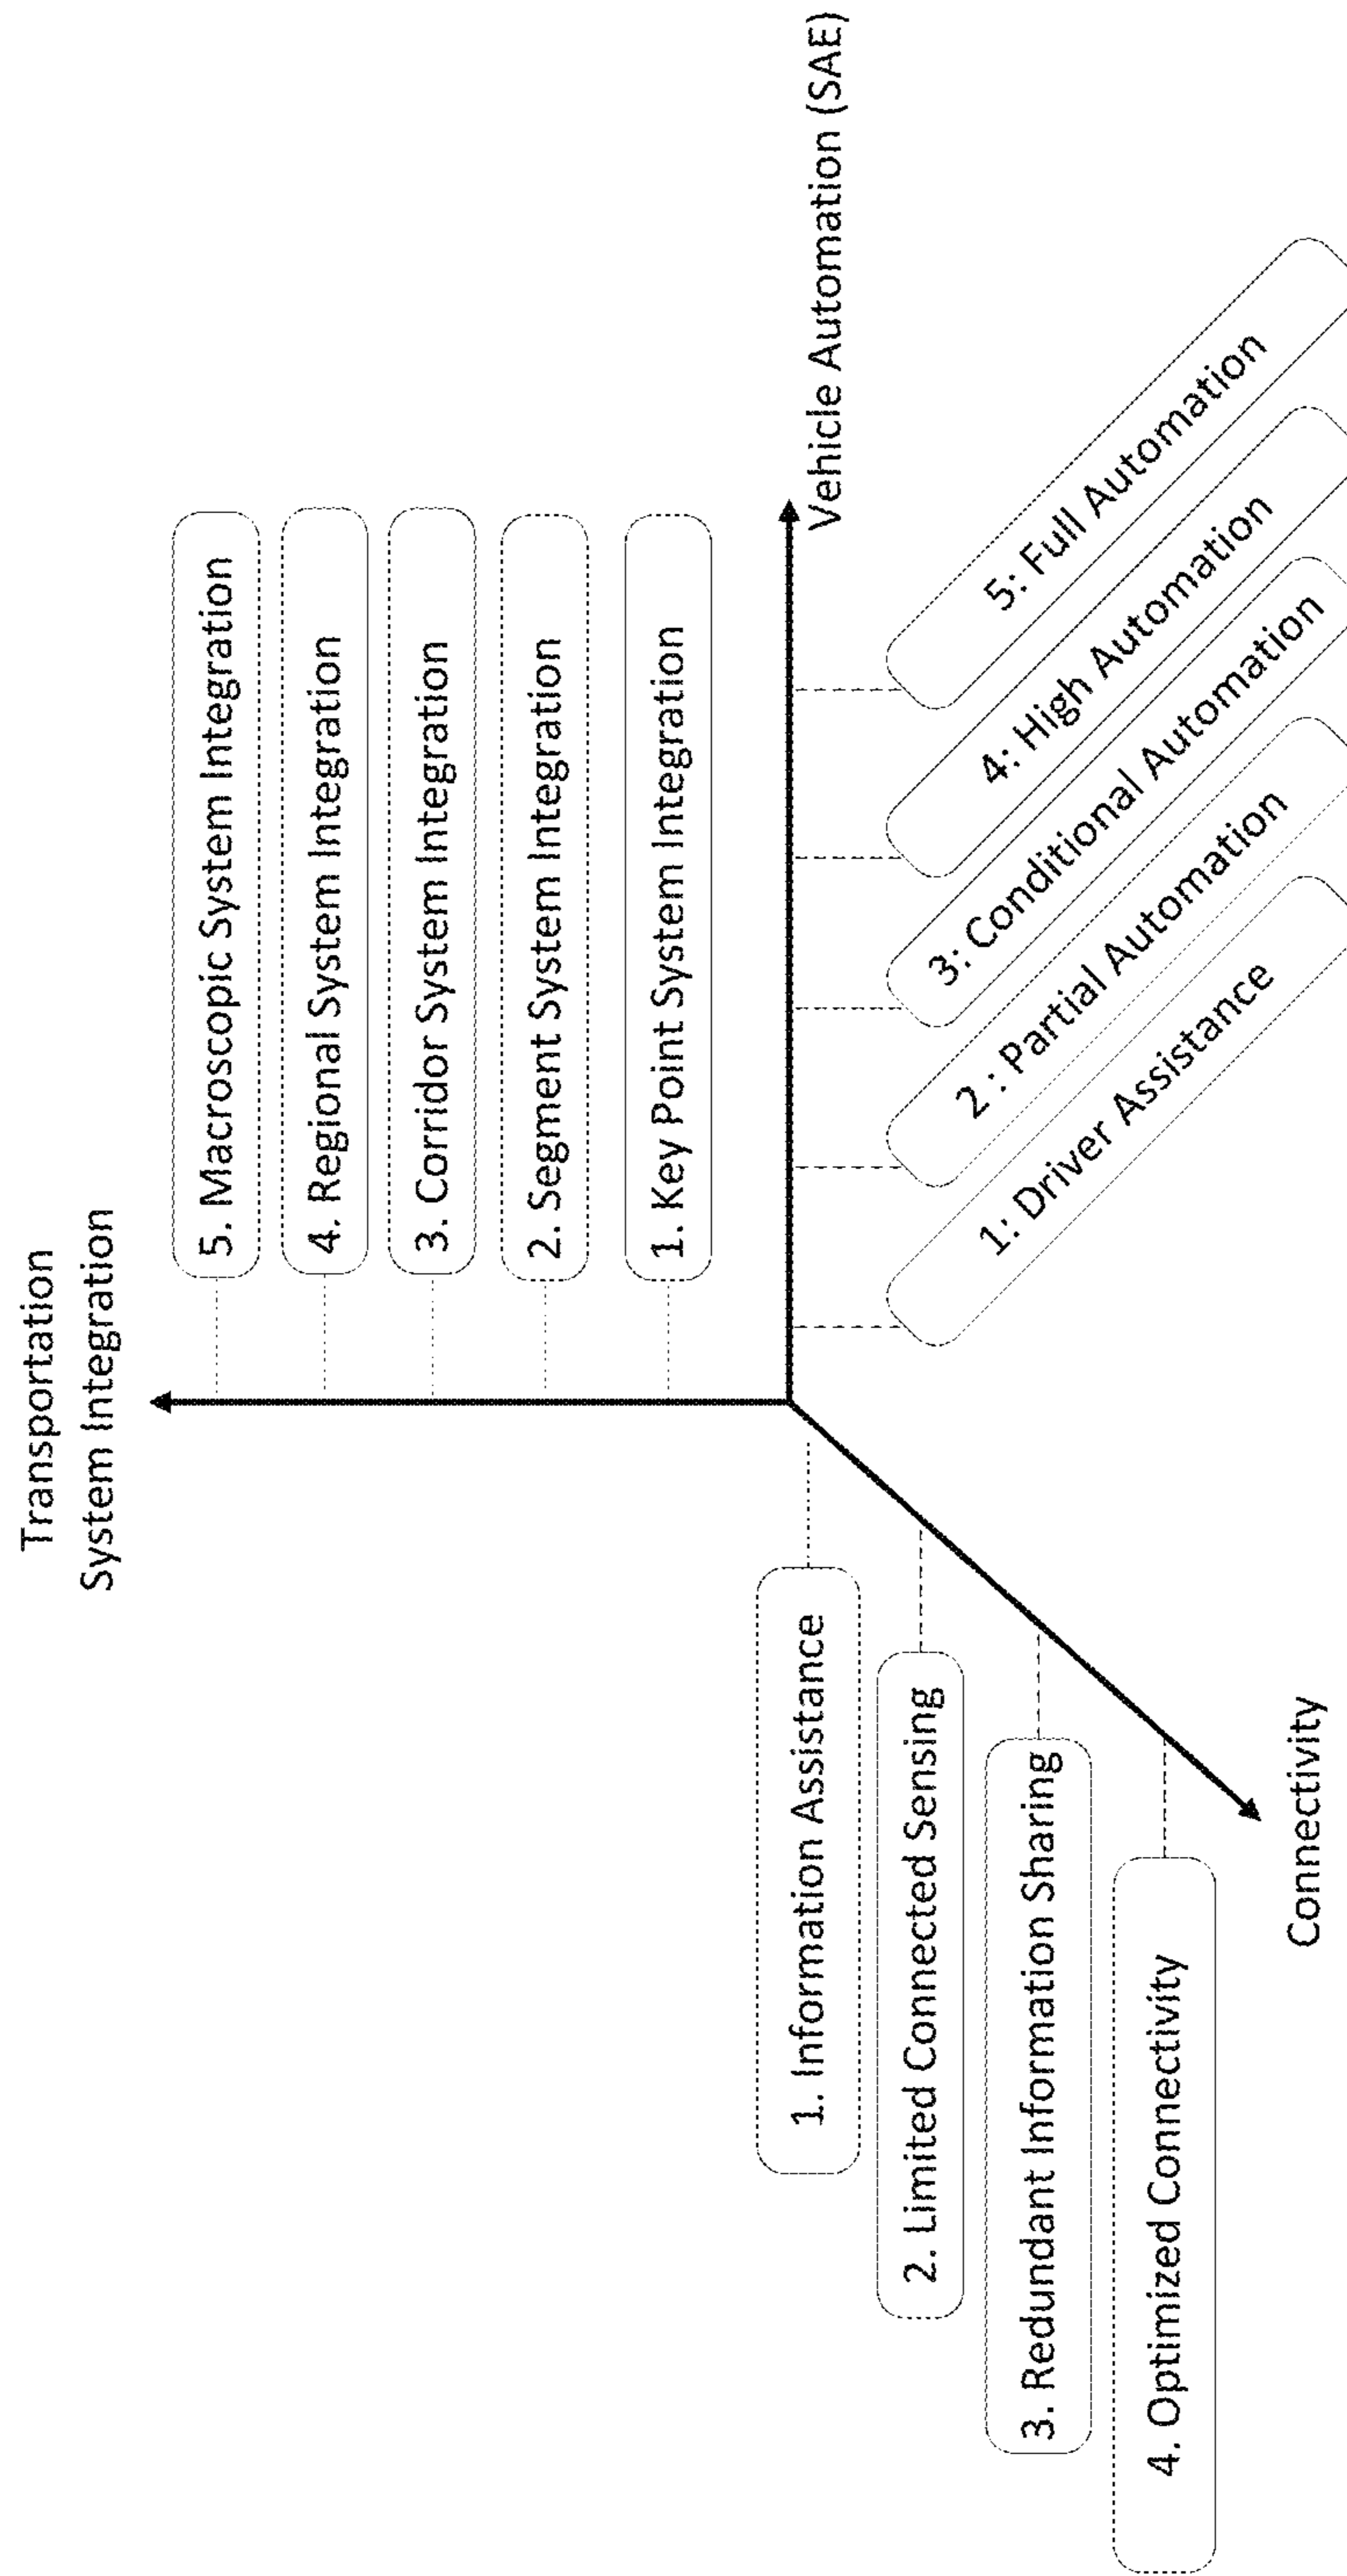 Transportation
System Integration
5. Macroscopic System Integration
4. Regional System Integration
3. Corridor System Integration
2. Segment System Integration
1. Key Point System Integration
Vehicle Automation (SAE)
1. Information Assistance
2. Limited Connected Sensing
3. Redundant Information Sharing
4. Optimized Connectivity
Connectivity
1: Driver Assistance
2 : Partial Automation
3: Conditional Automation
4: High Automation
5: Full Automation